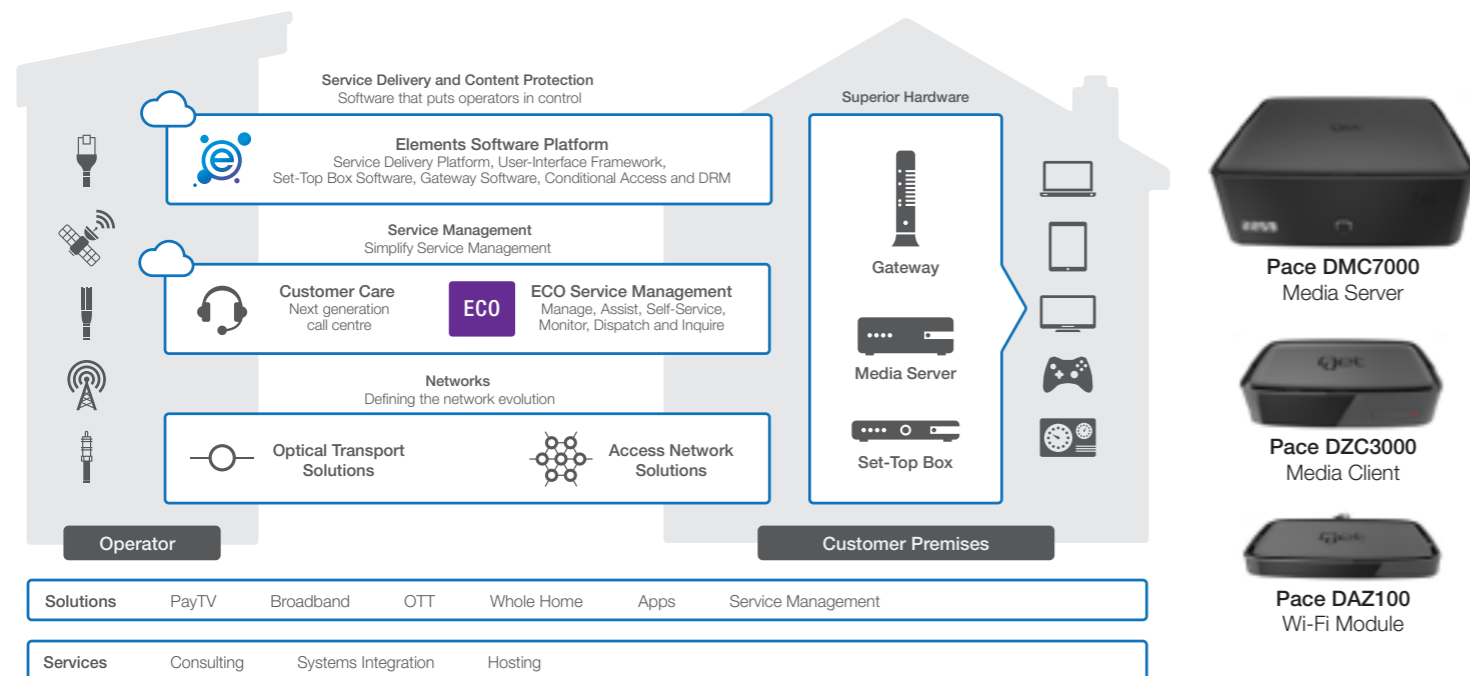 Service Delivery and Content Protection
Software that puts operators in control
Elements Software Platform
Service Delivery Platform, User-Interface Framework,
Set-Top Box Software, Gateway Software, Conditional Access and DRM
Service Management
Simplify Service Management
Customer Care
Next generation
call centre
ECO
ECO Service Management
Manage, Assist, Self-Service,
Monitor, Dispatch and Inquire
Networks
Defining the network evolution
Optical Transport
Solutions
Access Network
Solutions
Superior Hardware
Gateway
Media Server
Set-Top Box
Operator
Customer Premises
Solutions PayTV Broadband OTT Whole Home Apps Service Management
Services Consulting Systems Integration Hosting
Pace DMC7000
Media Server
Pace DZC3000
Media Client
Pace DAZ100
Wi-Fi Module